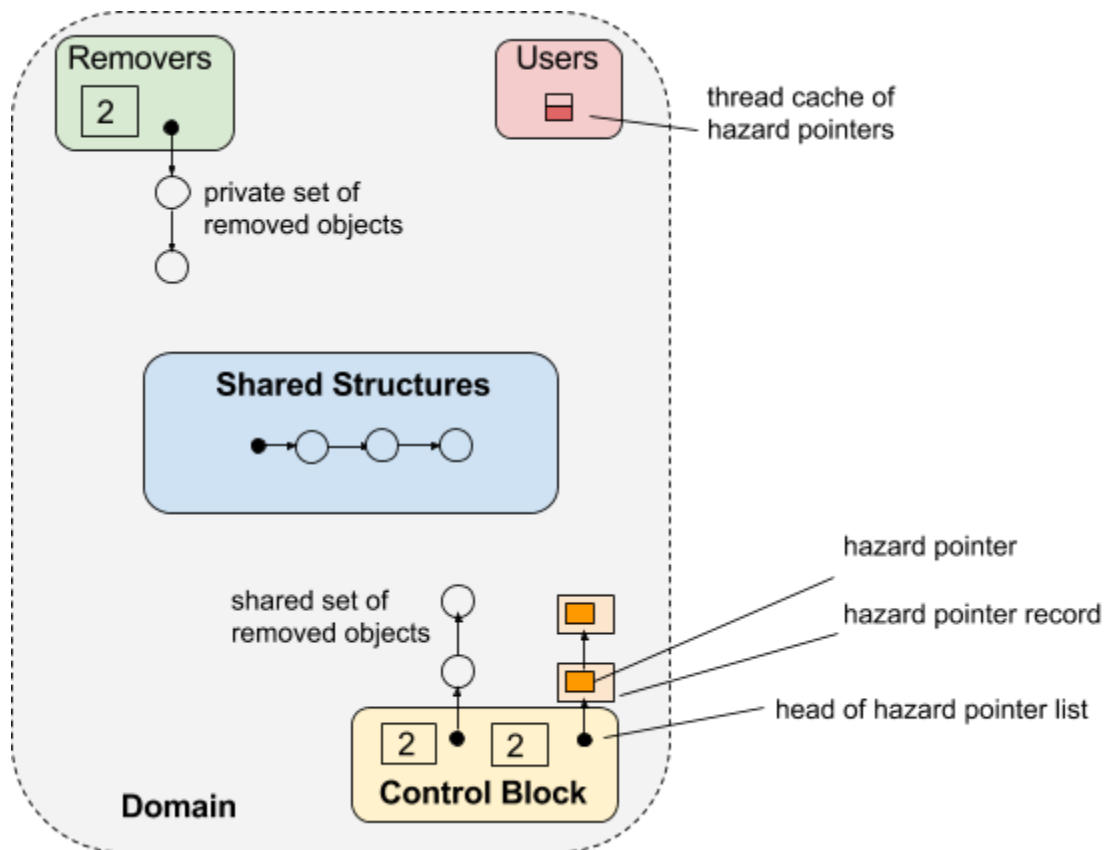 Removers
2
Users
thread cache of
hazard pointers
private set of
removed objects
Shared Structures
hazard pointer
shared set of
removed objects
hazard pointer record
head of hazard pointer list
2
2
Control Block
Domain